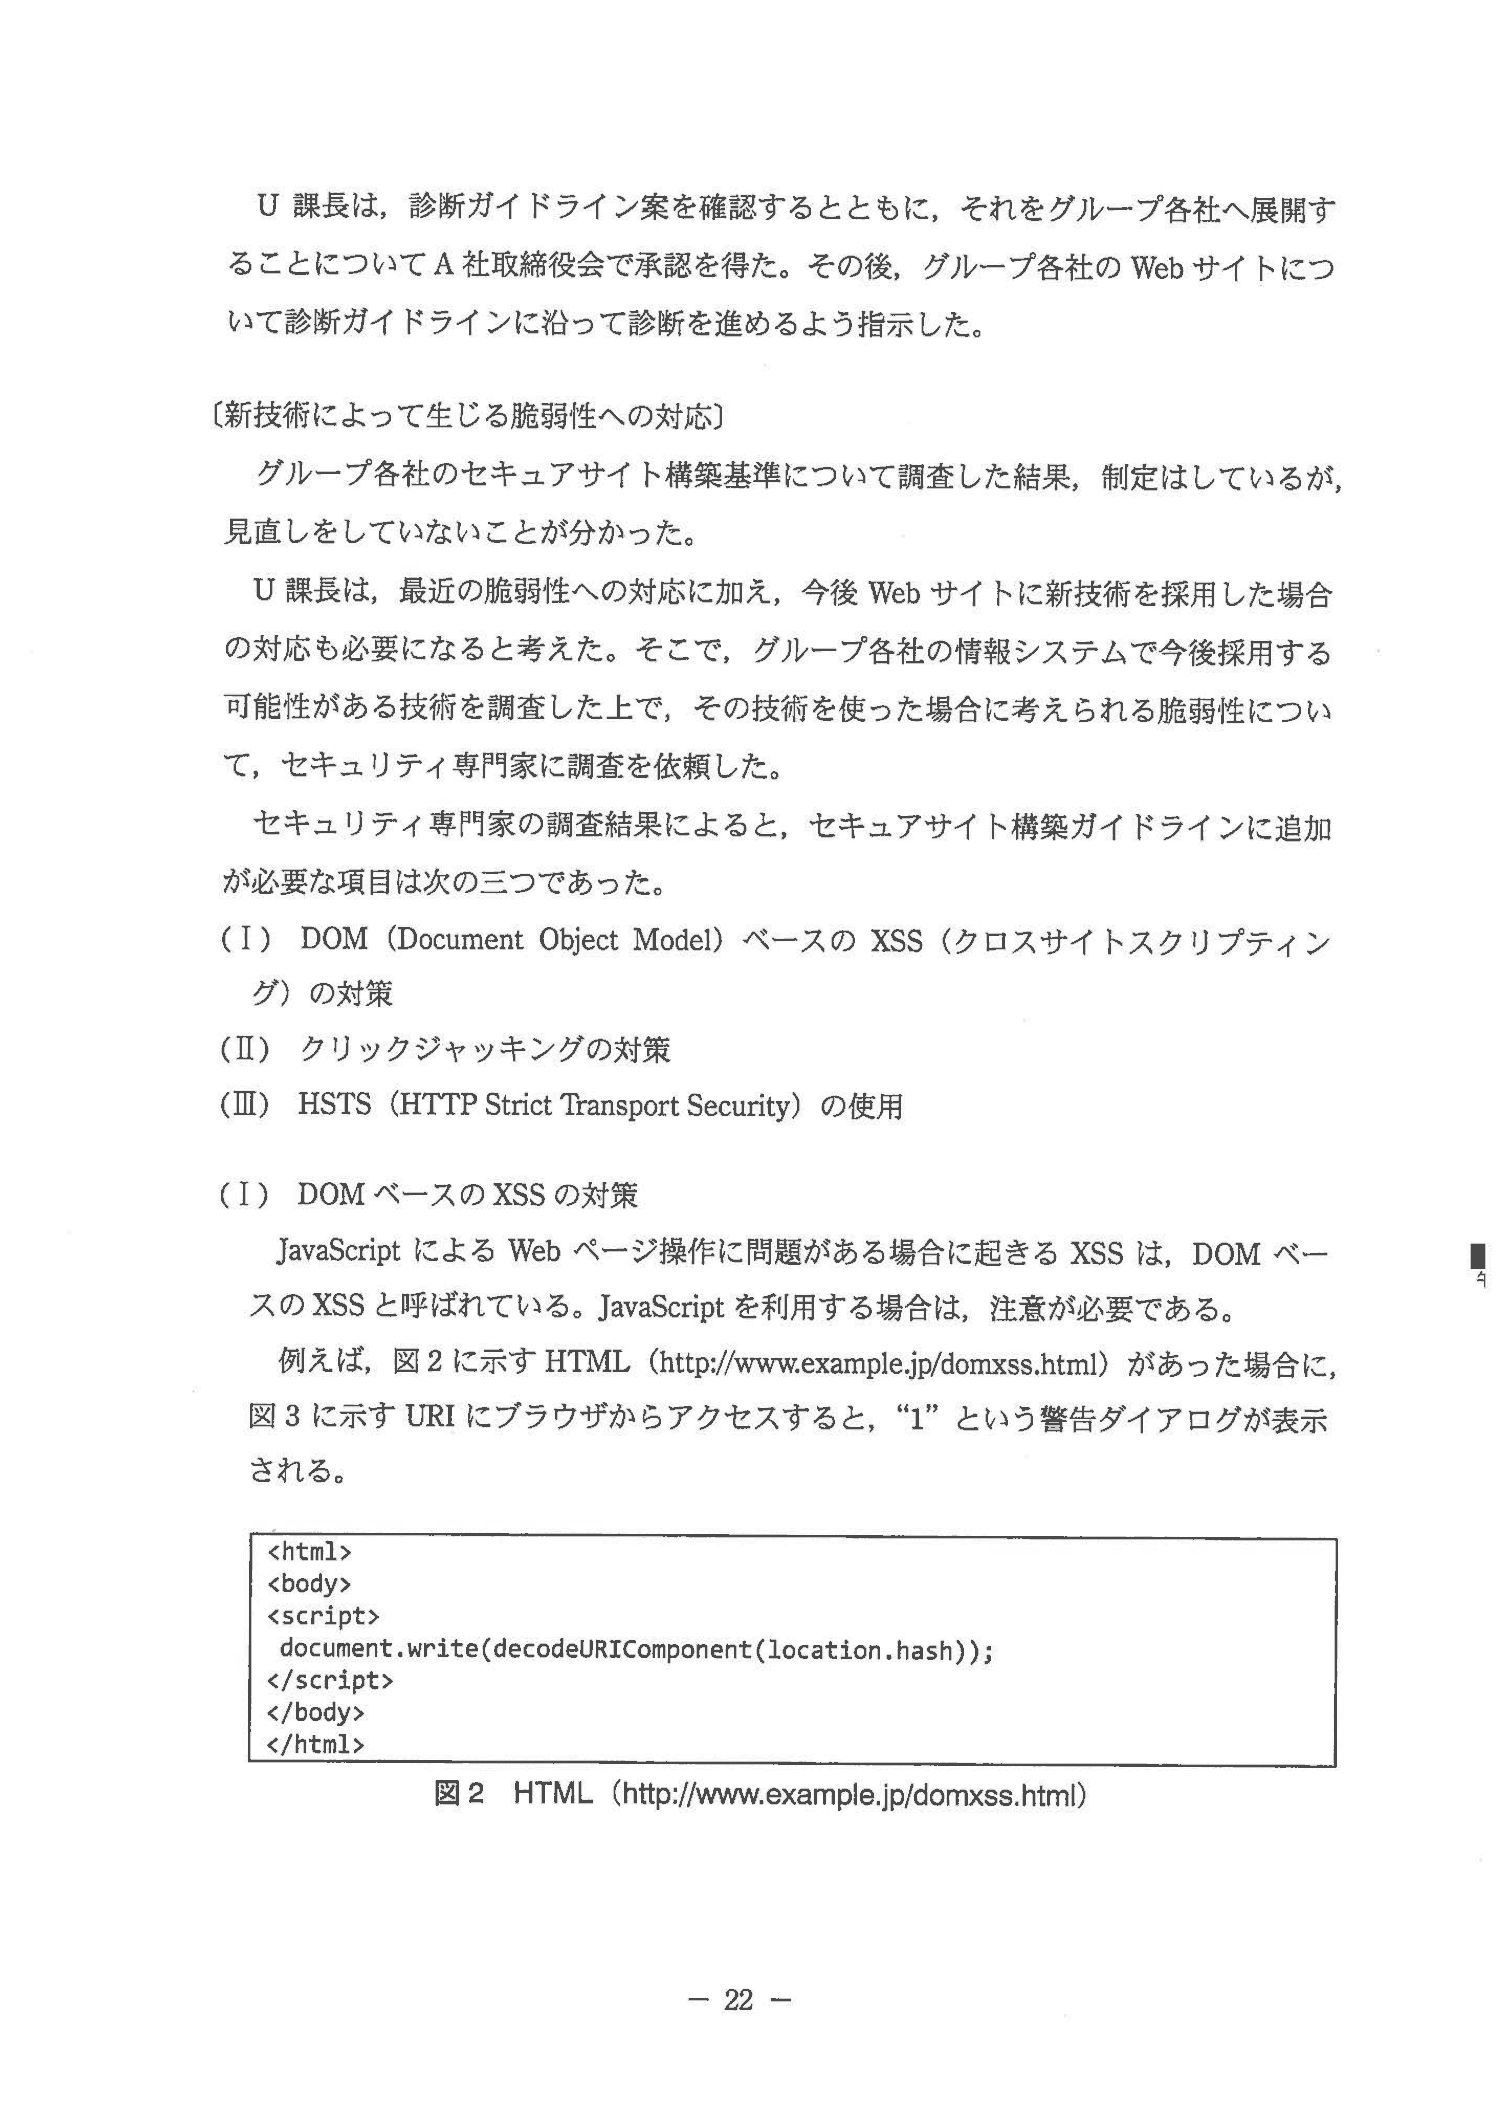 U 課長は，診断ガイドライン案を確認するとともに，それをグループ各社へ展開す
ることについて A 社取締役会で承認を得た。その後，グループ各社の Web サイトにつ
いて診断ガイドラインに沿って診断を進めるよう指示した。
〔新技術によって生じる脆弱性への対応〕
グループ各社のセキュアサイト構築基準について調査した結果，制定はしているが，
見直しをしていないことが分かった。
U 課長は，最近の脆弱性への対応に加え，今後 Web サイトに新技術を採用した場合
の対応も必要になると考えた。そこで，グループ各社の情報システムで今後採用する
可能性がある技術を調査した上で，その技術を使った場合に考えられる脆弱性につい
て，セキュリティ専門家に調査を依頼した。
セキュリティ専門家の調査結果によると，セキュアサイト構築ガイドラインに追加
が必要な項目は次の三つであった。
(Ⅰ) DOM（Document Object Model）ベースの XSS（クロスサイトスクリプティン
グ）の対策
(Ⅱ) クリックジャッキングの対策
(Ⅲ) HSTS（HTTP Strict Transport Security）の使用
(Ⅰ) DOM ベースの XSS の対策
JavaScript による Web ページ操作に問題がある場合に起きる XSS は，DOM ベー
スの XSS と呼ばれている。JavaScript を利用する場合は，注意が必要である。
例えば，図 2 に示す HTML（http://www.example.jp/domxss.html）があった場合に，
図 3 に示す URI にブラウザからアクセスすると，“1” という警告ダイアログが表示
される。
<html>
<body>
<script>
document.write(decodeURIComponent(location.hash));
</script>
</body>
</html>
図 2　HTML（http://www.example.jp/domxss.html）
－ 22 －